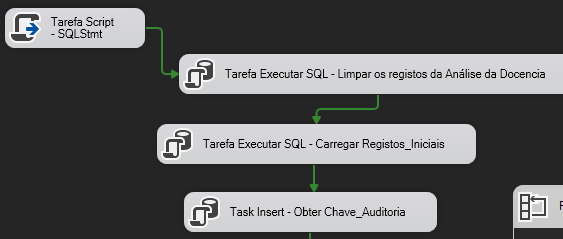 Tarefa Script
- SQLStmt
Tarefa Executar SQL - Limpar os registos da Análise da Docencia
Tarefa Executar SQL - Carregar Registos_Iniciais
Task Insert - Obter Chave_Auditoria